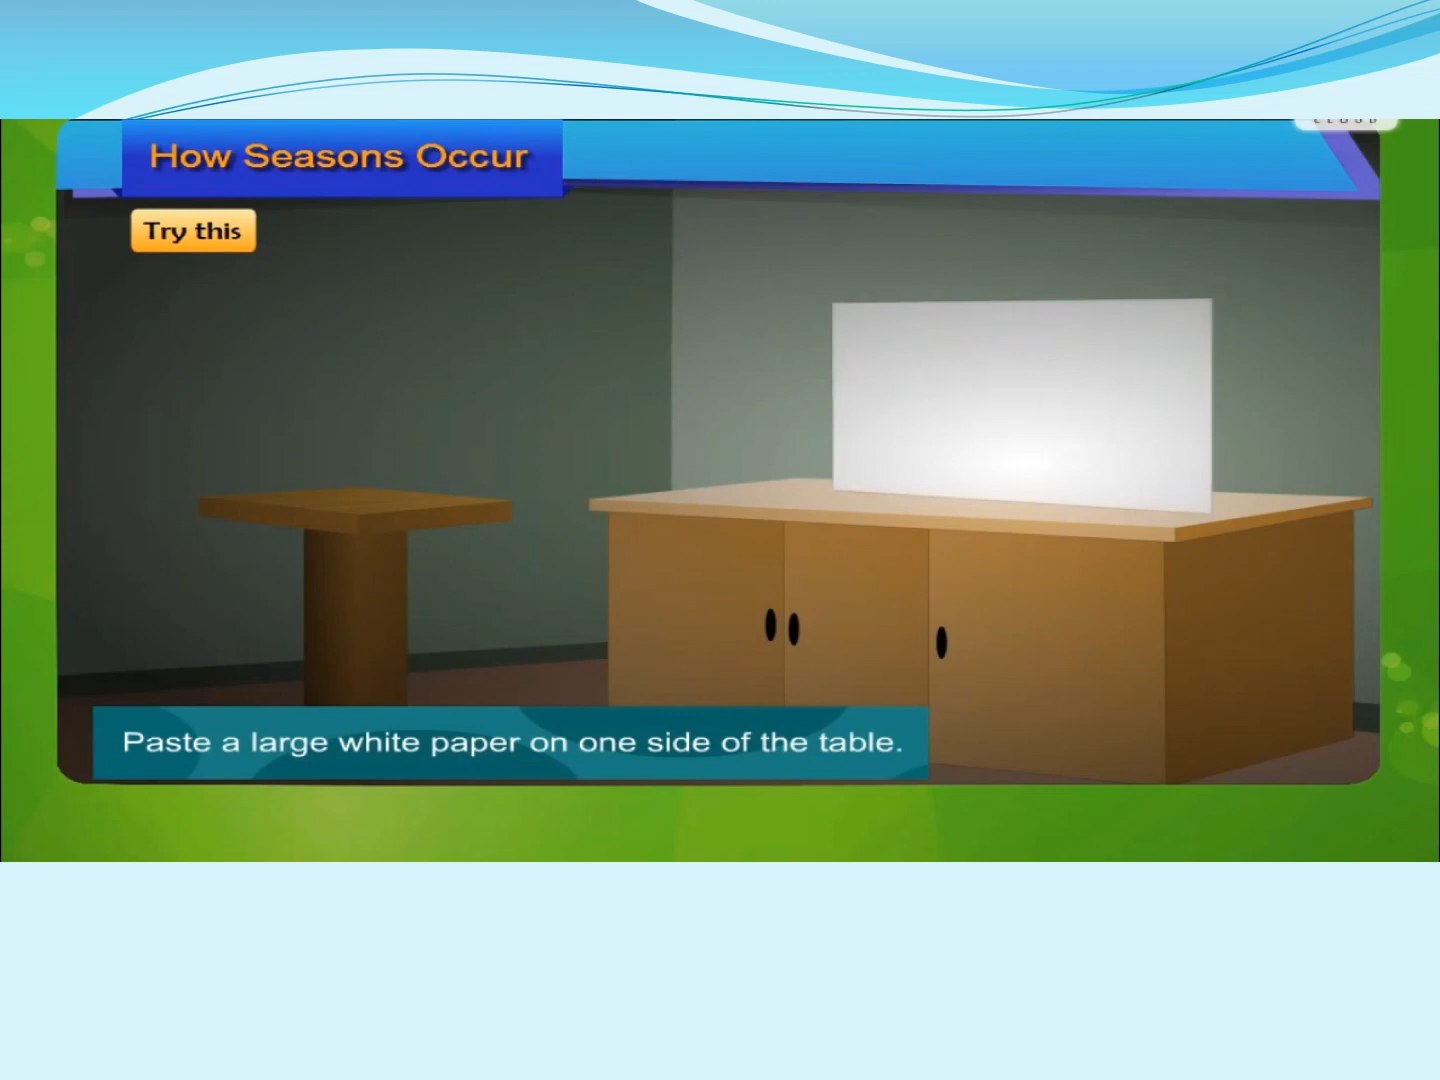 How Seasons Occur
Try this
Paste a large white paper on one side of the table.